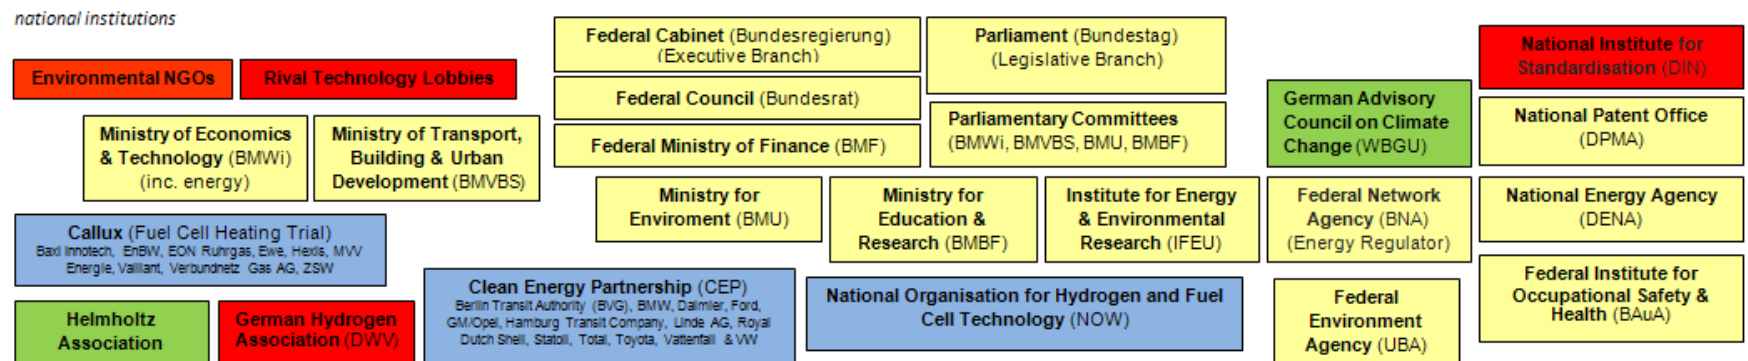 national institutions
Environmental NGOs
Rival Technology Lobbies
Federal Cabinet (Bundesregierung)
(Executive Branch)
Parliament (Bundestag)
(Legislative Branch)
National Institute for
Standardisation (DIN)
Federal Council (Bundesrat)
German Advisory
Council on Climate
Change (WBGU)
National Patent Office
(DPMA)
Ministry of Economics
& Technology (BMWi)
(inc. energy)
Ministry of Transport,
Building & Urban
Development (BMVBS)
Federal Ministry of Finance (BMF)
Parliamentary Committees
(BMWi, BMVBS, BMU, BMBF)
Ministry for
Enviroment (BMU)
Ministry for
Education &
Research (BMBF)
Institute for Energy
& Environmental
Research (IFEU)
Federal Network
Agency (BNA)
(Energy Regulator)
National Energy Agency
(DENA)
Callux (Fuel Cell Heating Trial)
Baxi Innotech, EnBW, EON Ruhrgas, Ewe, Hexis, MVV
Energie, Vaillant, Verbundnetz Gas AG, ZSW
Clean Energy Partnership (CEP)
Berlin Transit Authority (BVG), BMW, Daimler, Ford,
GM/Opel, Hamburg Transit Company, Linde AG, Royal
Dutch Shell, Statoil, Total, Toyota, Vattenfall & VW
National Organisation for Hydrogen and Fuel
Cell Technology (NOW)
Federal
Environment
Agency (UBA)
Federal Institute for
Occupational Safety &
Health (BAuA)
Helmholtz
Association
German Hydrogen
Association (DWV)